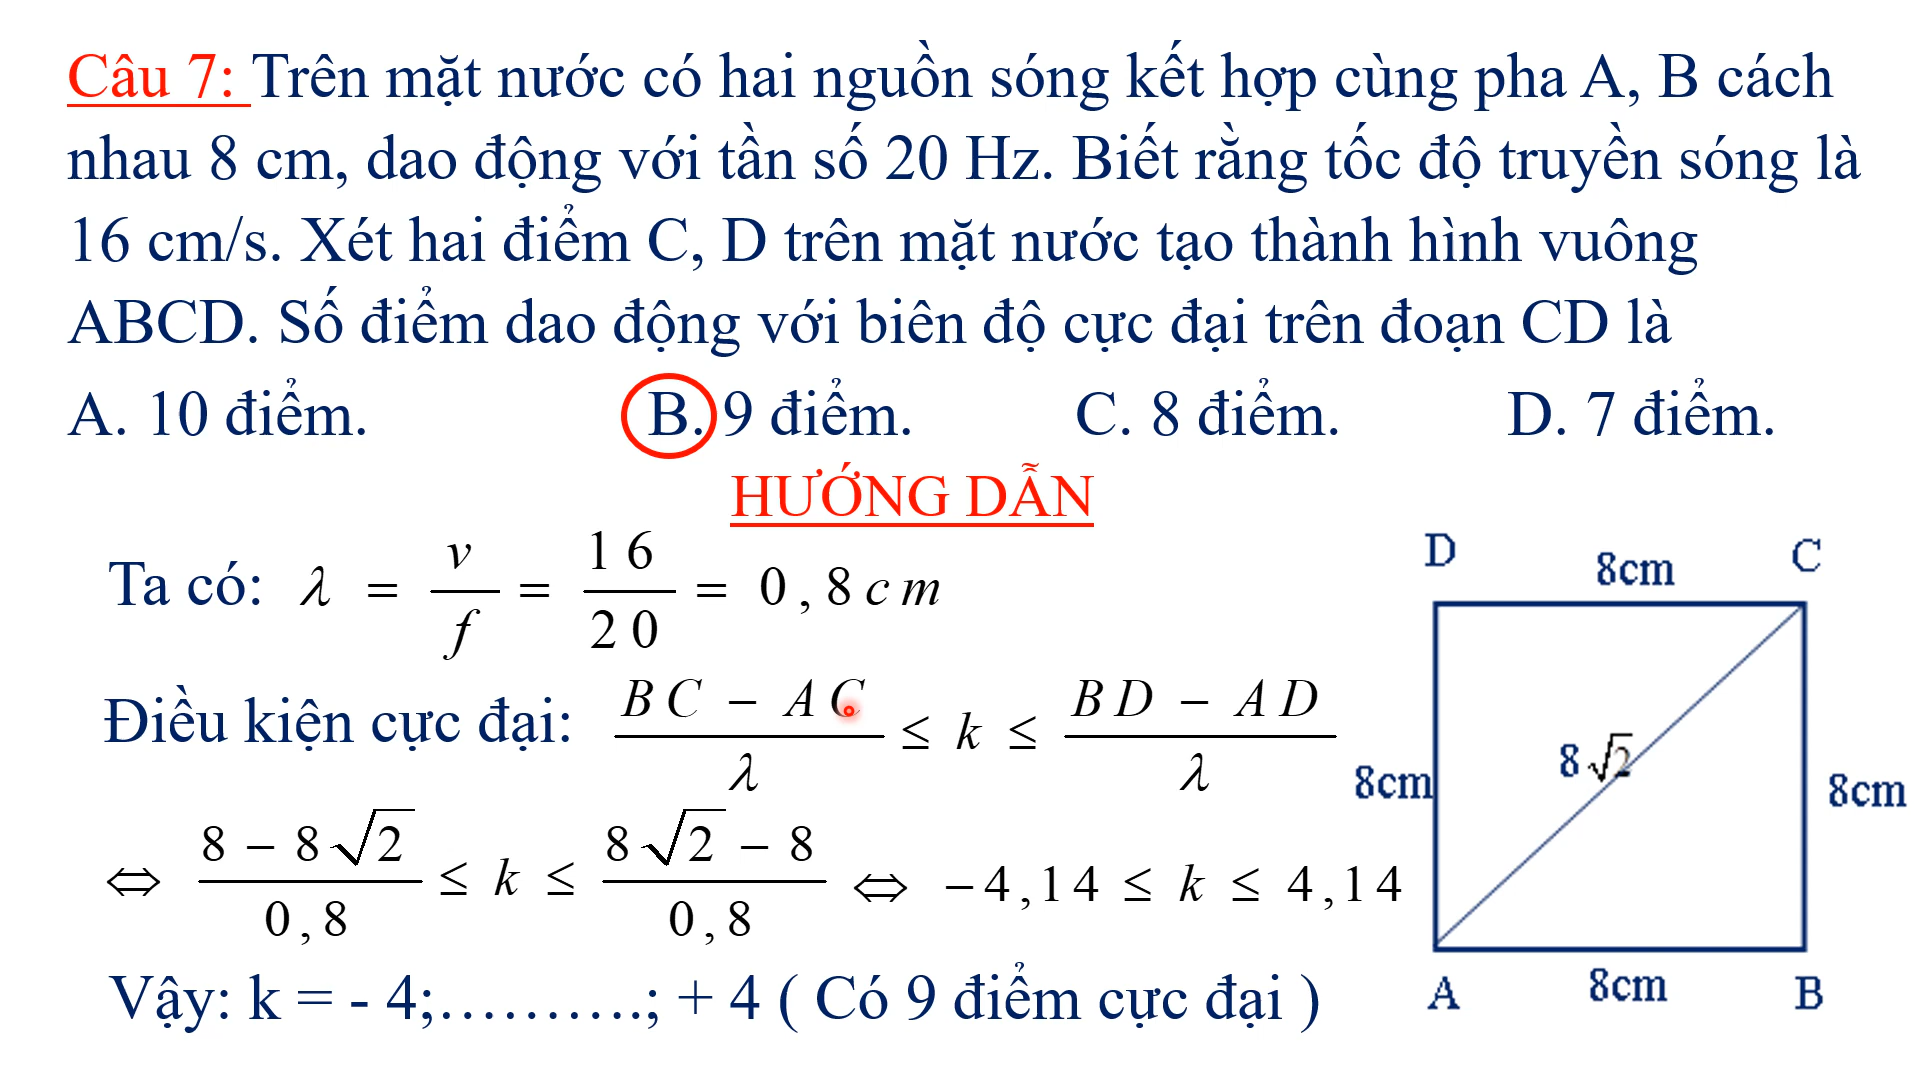 Câu 7: Trên mặt nước có hai nguồn sóng kết hợp cùng pha A, B cách
nhau 8 cm, dao động với tần số 20 Hz. Biết rằng tốc độ truyền sóng là
16 cm/s. Xét hai điểm C, D trên mặt nước tạo thành hình vuông
ABCD. Số điểm dao động với biên độ cực đại trên đoạn CD là
A. 10 điểm. B. 9 điểm. C. 8 điểm. D. 7 điểm.
HƯỚNG DẪN
Ta có: λ = v/f = 16/20 = 0,8cm
Điều kiện cực đại: (BC − AC)/λ ≤ k ≤ (BD − AD)/λ
⇔ (8 − 8√2)/0,8 ≤ k ≤ (8√2 − 8)/0,8 ⇔ −4,14 ≤ k ≤ 4,14
Vậy: k = - 4;……….; + 4 ( Có 9 điểm cực đại )
D 8cm C
8√2
8cm 8cm
A 8cm B